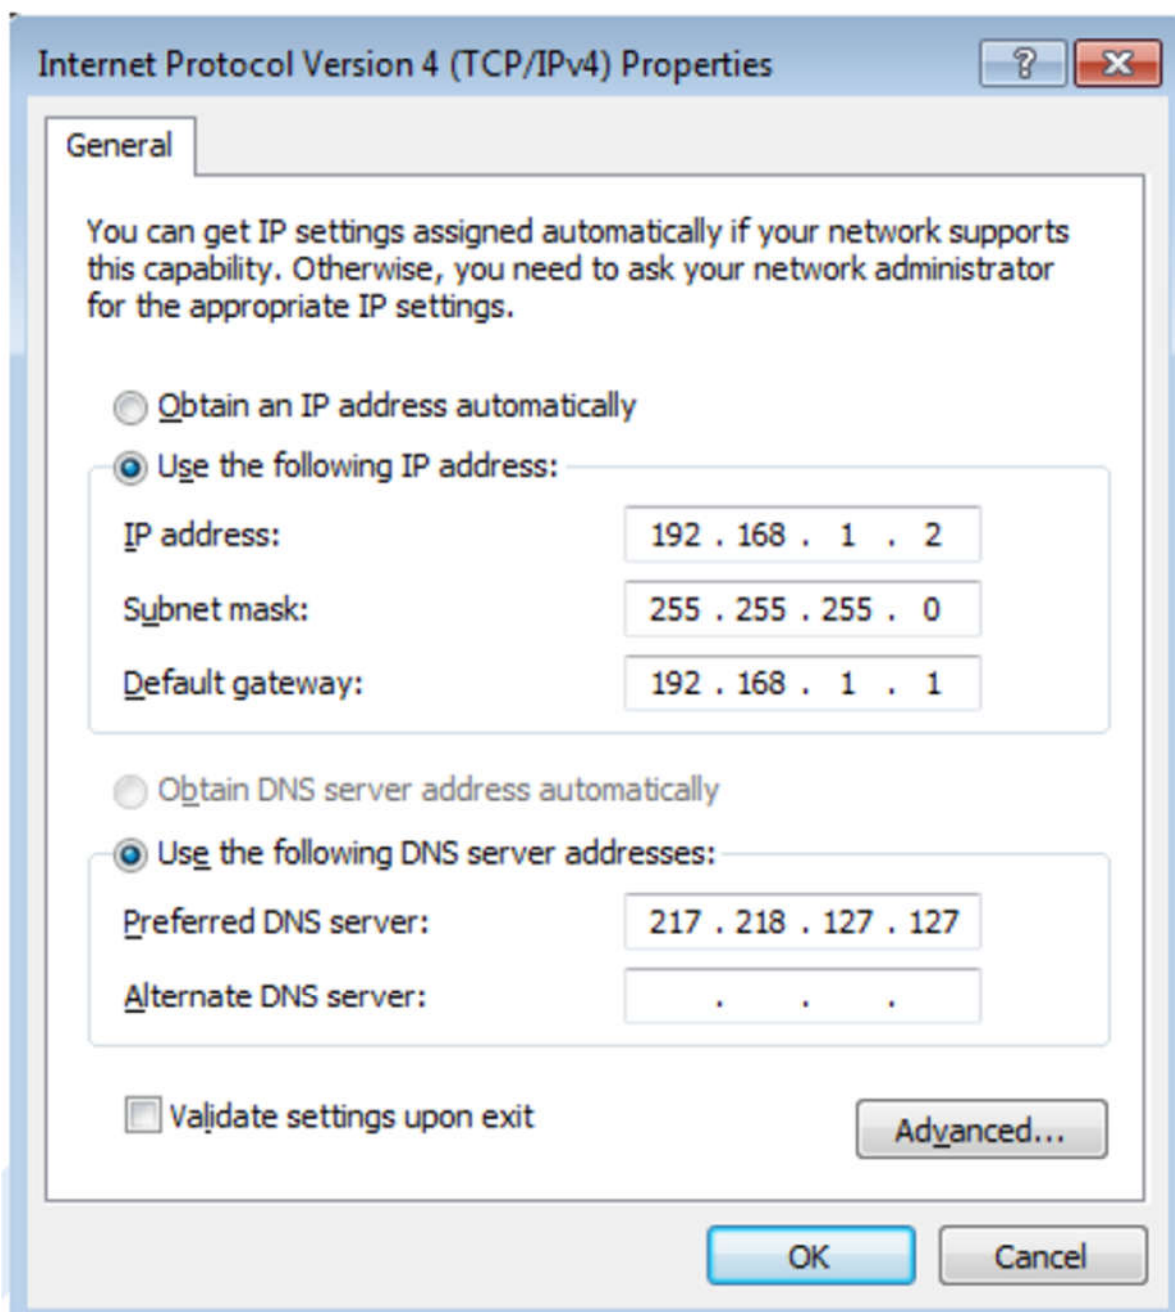 Internet Protocol Version 4 (TCP/IPv4) Properties
General
You can get IP settings assigned automatically if your network supports
this capability. Otherwise, you need to ask your network administrator
for the appropriate IP settings.
Obtain an IP address automatically
Use the following IP address:
IP address: 192 . 168 . 1 . 2
Subnet mask: 255 . 255 . 255 . 0
Default gateway: 192 . 168 . 1 . 1
Obtain DNS server address automatically
Use the following DNS server addresses:
Preferred DNS server: 217 . 218 . 127 . 127
Alternate DNS server: . . .
Validate settings upon exit
Advanced...
OK Cancel